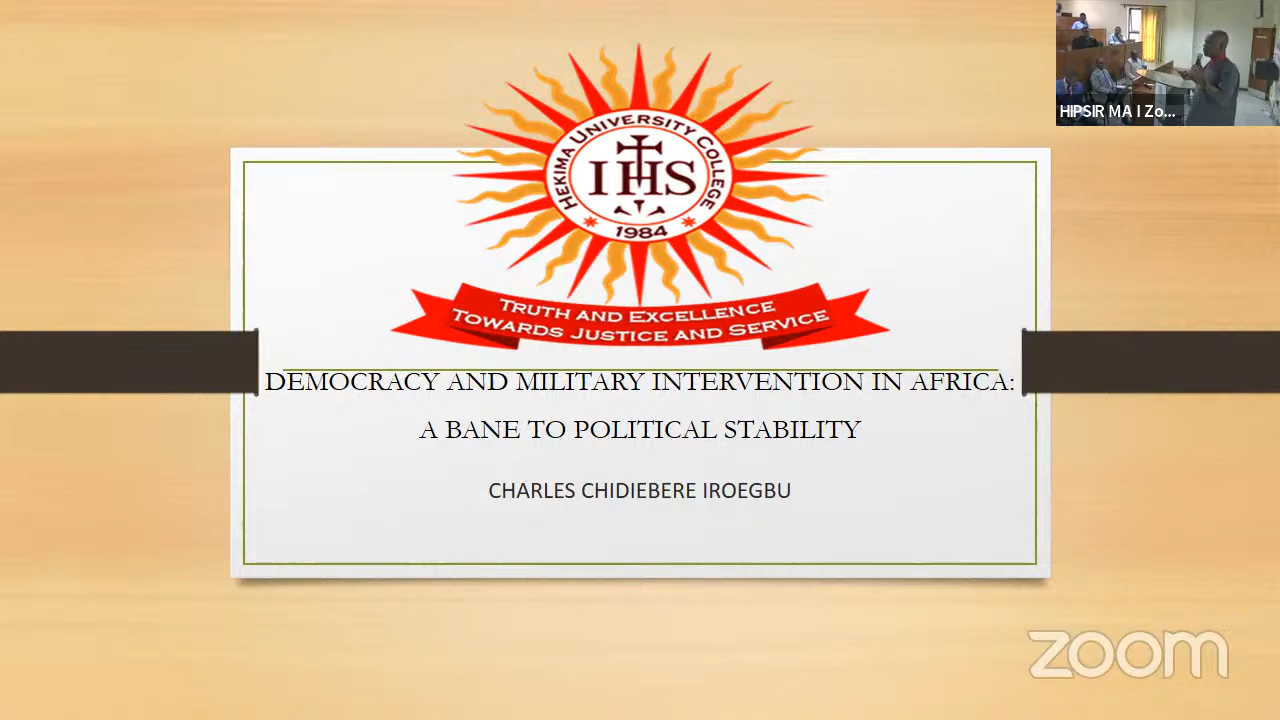 HIPSIR MA I Zo...
HEKIMA UNIVERSITY COLLEGE
IHS
1984
TRUTH AND EXCELLENCE
TOWARDS JUSTICE AND SERVICE
DEMOCRACY AND MILITARY INTERVENTION IN AFRICA:
A BANE TO POLITICAL STABILITY
CHARLES CHIDIEBERE IROEGBU
zoom